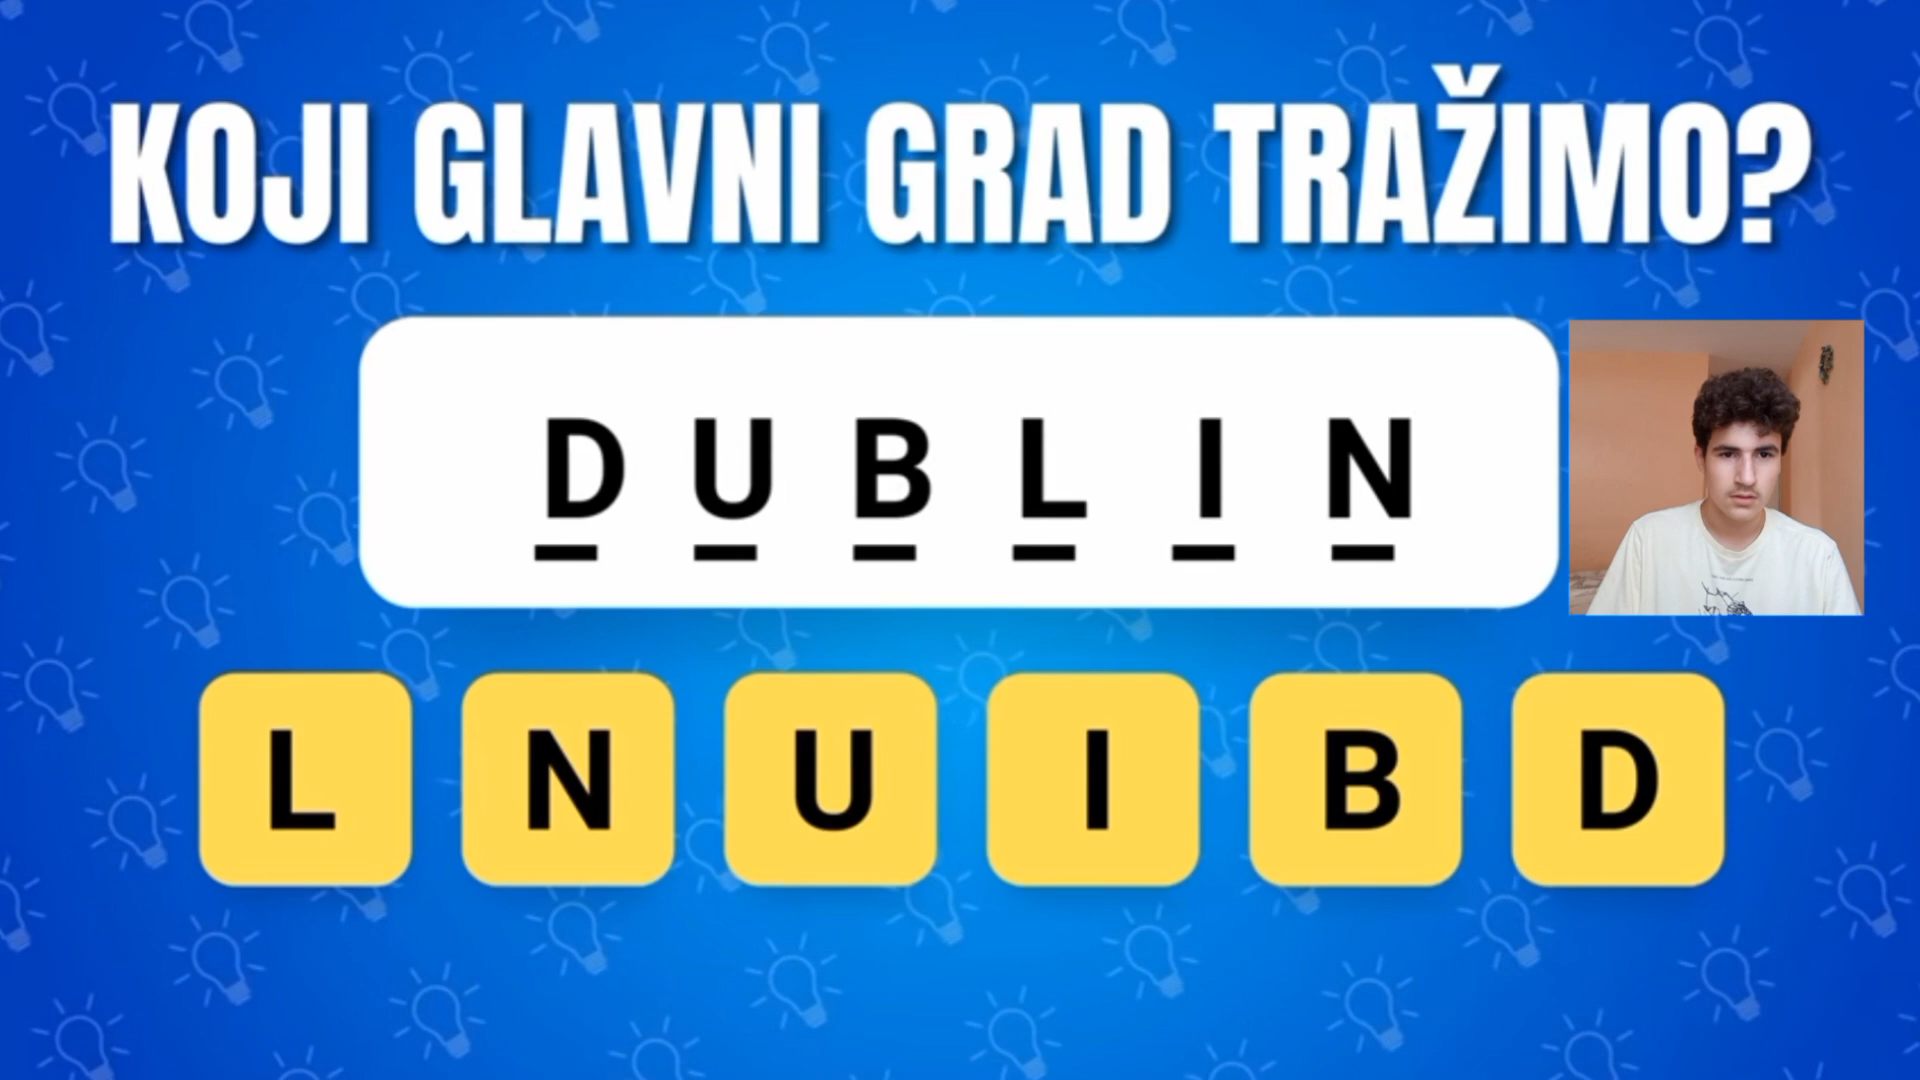 KOJI GLAVNI GRAD TRAŽIMO?
D U B L I N
L N U I B D